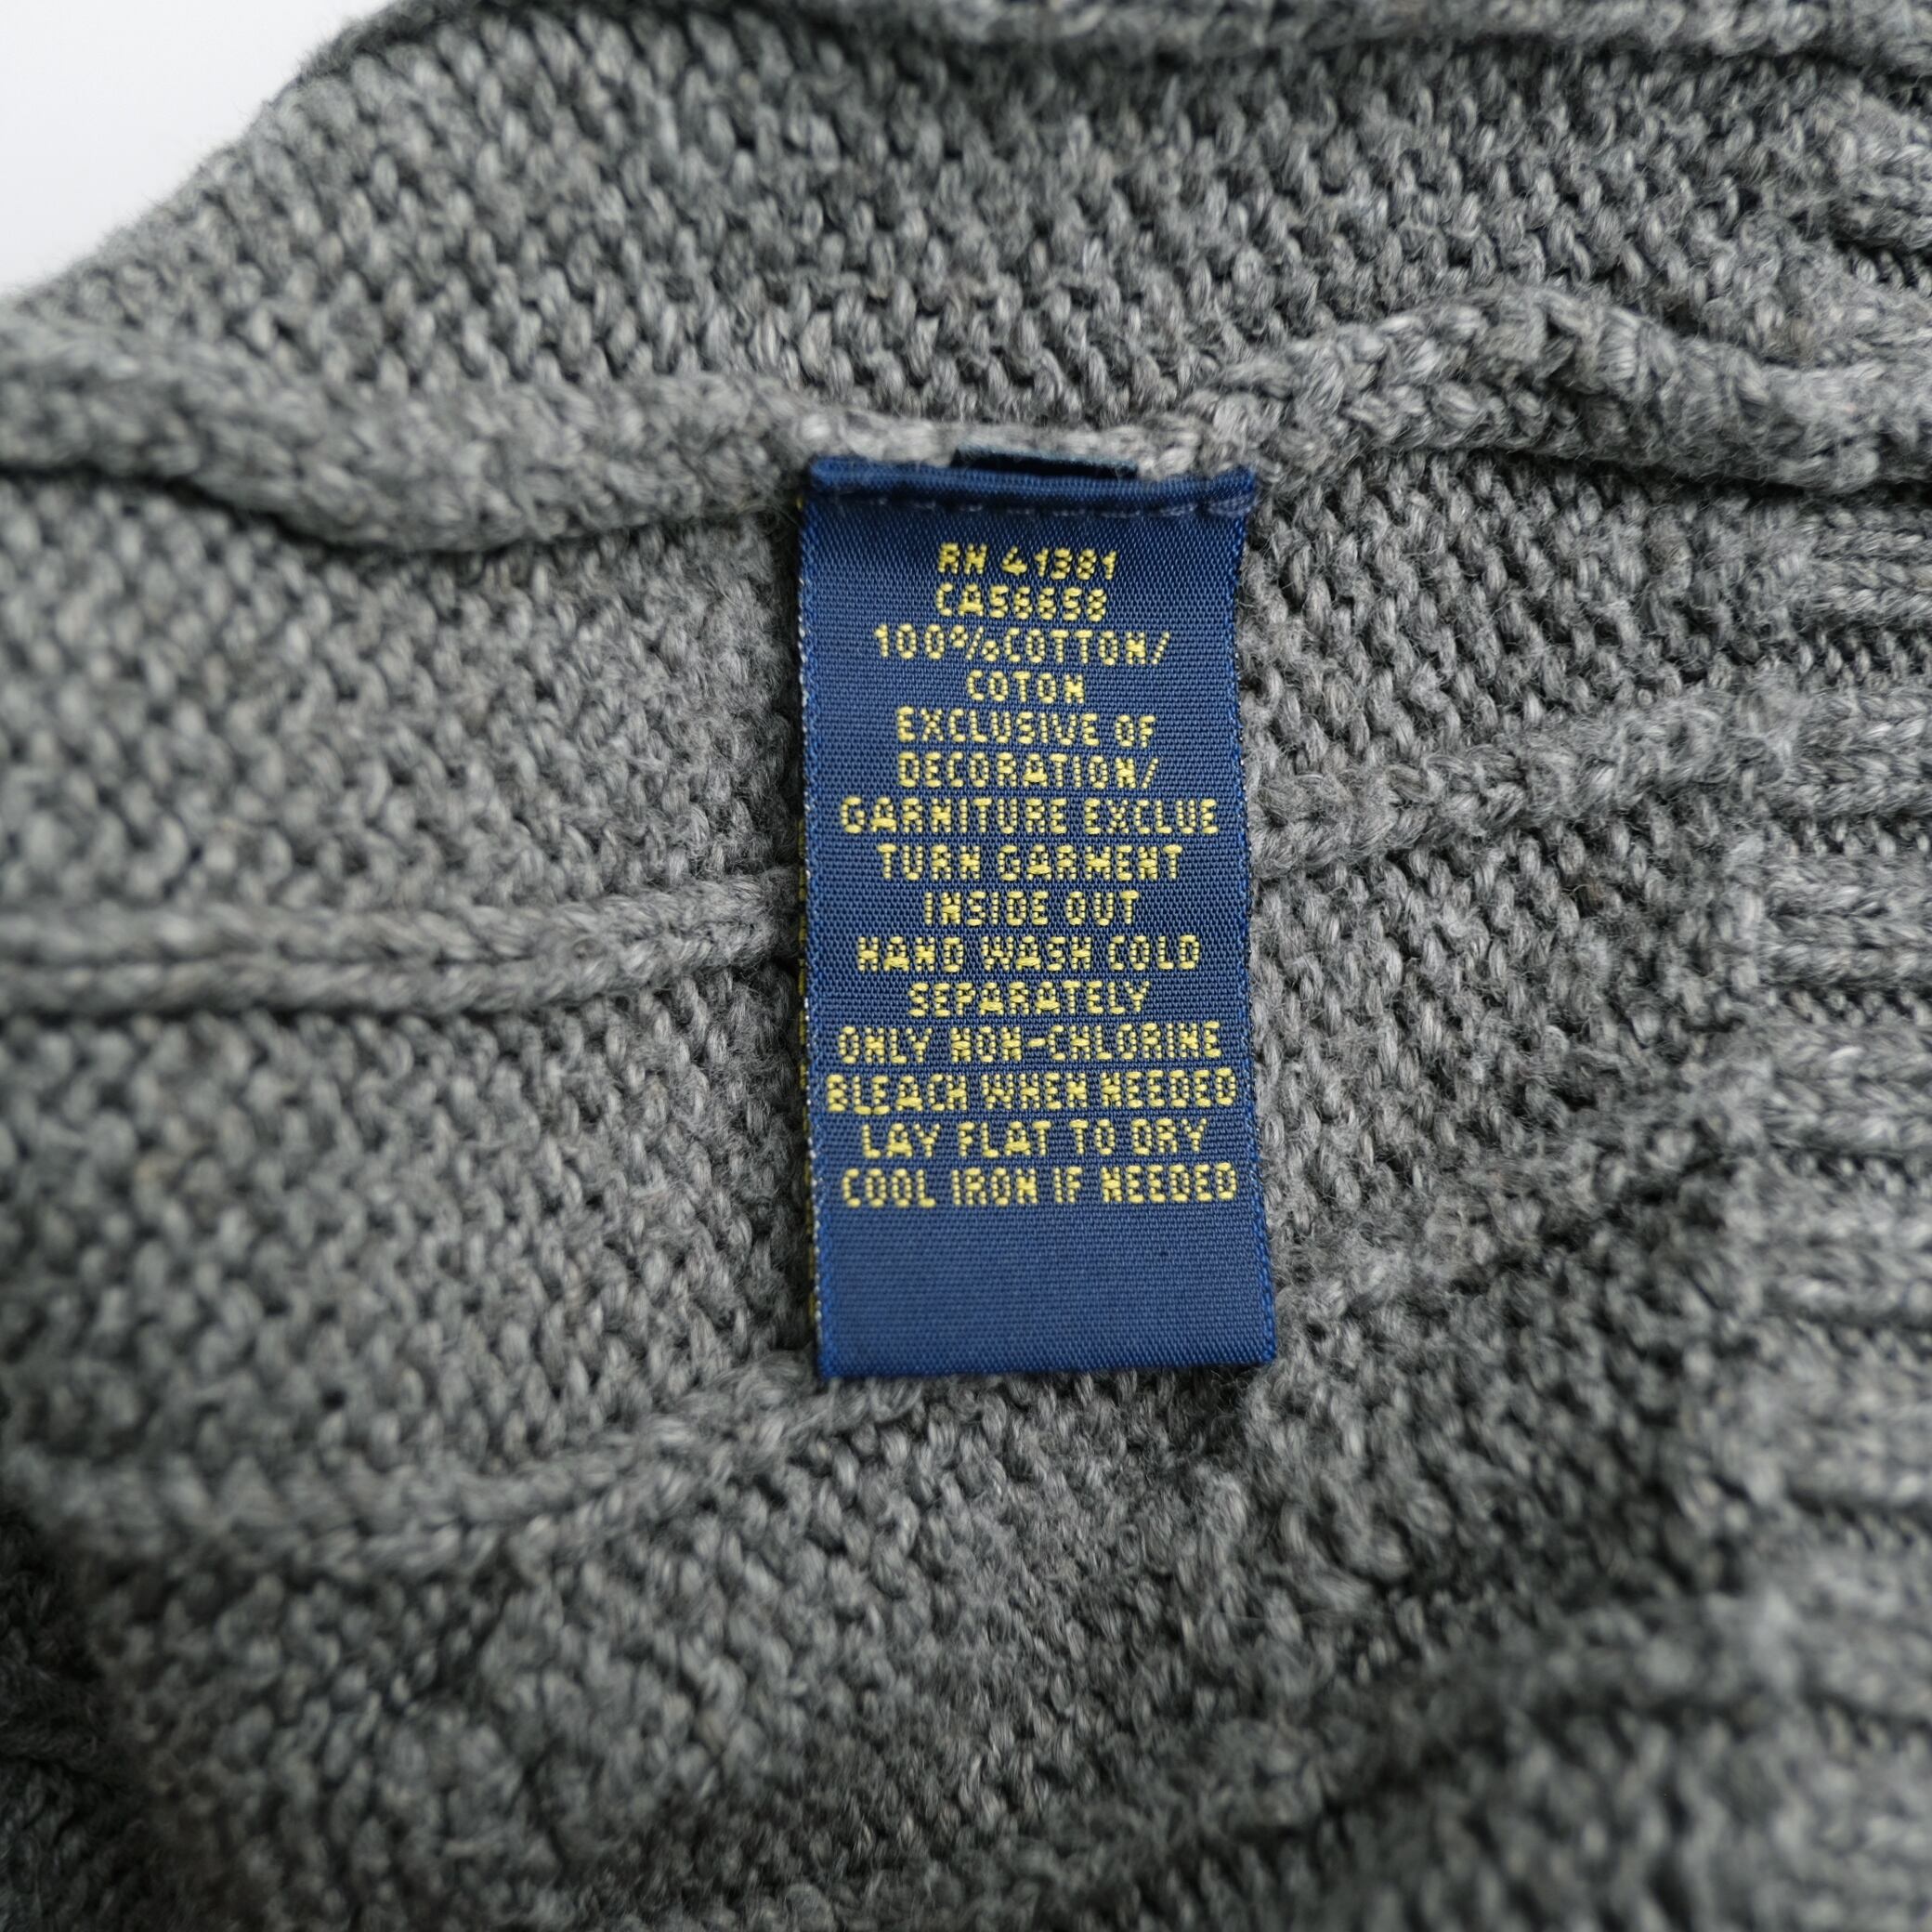 RN 41381
CA56658
100%COTTON/
COTON
EXCLUSIVE OF
DECORATION/
GARNITURE EXCLUE
TURN GARMENT
INSIDE OUT
HAND WASH COLD
SEPARATELY
ONLY NON-CHLORINE
BLEACH WHEN NEEDED
LAY FLAT TO DRY
COOL IRON IF NEEDED